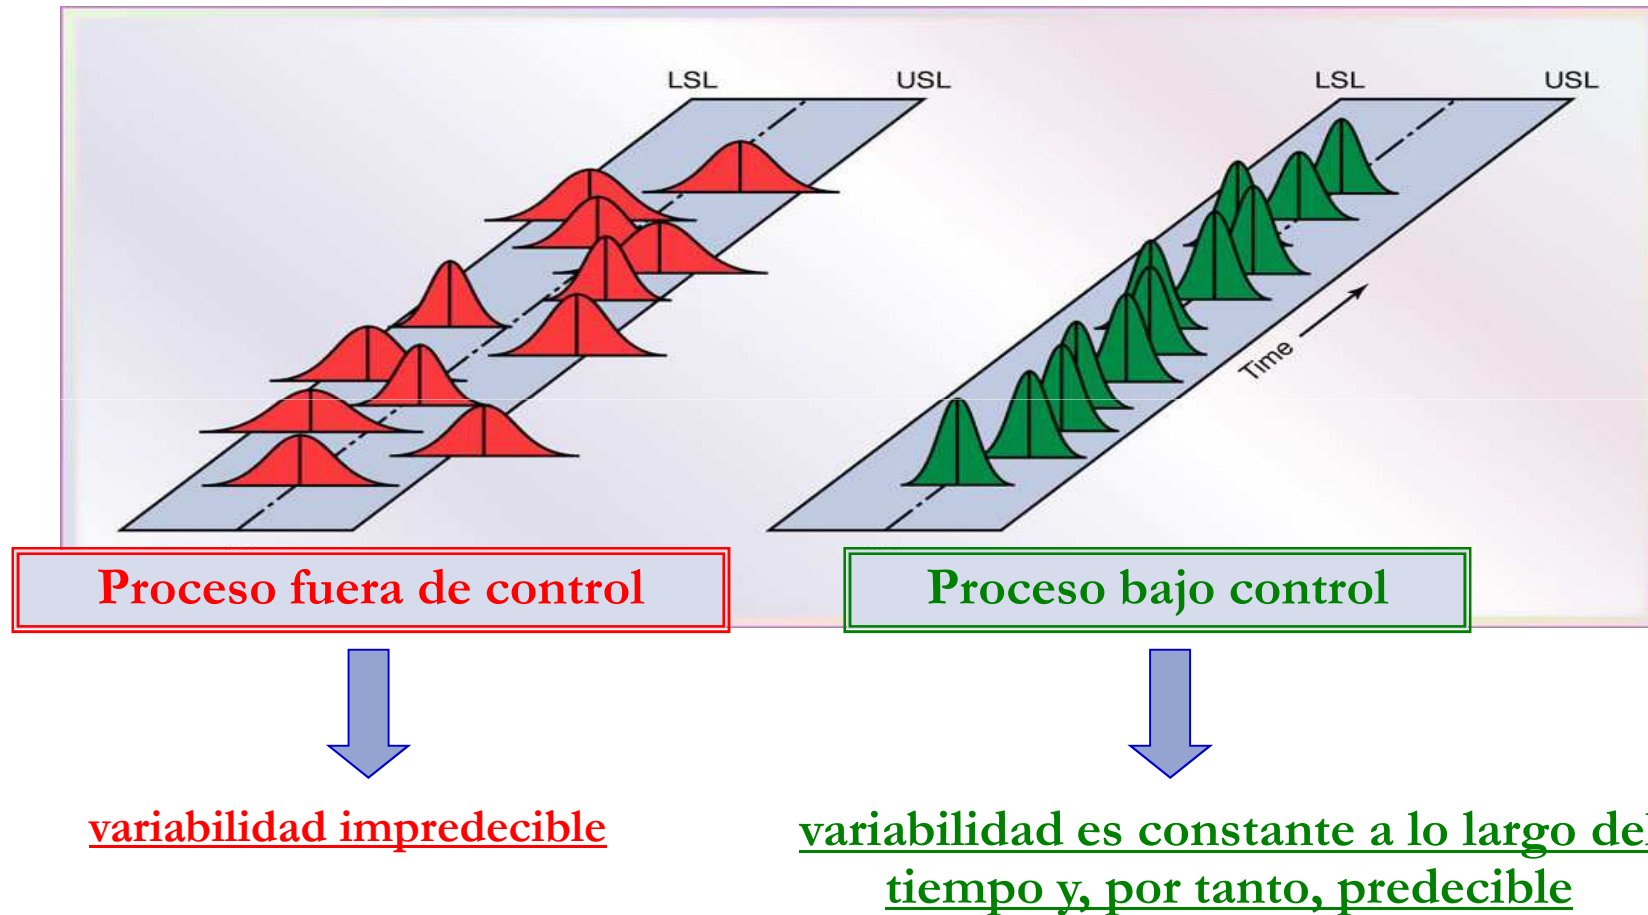 LSL USL LSL USL
Time
Proceso fuera de control Proceso bajo control
variabilidad impredecible
variabilidad es constante a lo largo del
tiempo y, por tanto, predecible